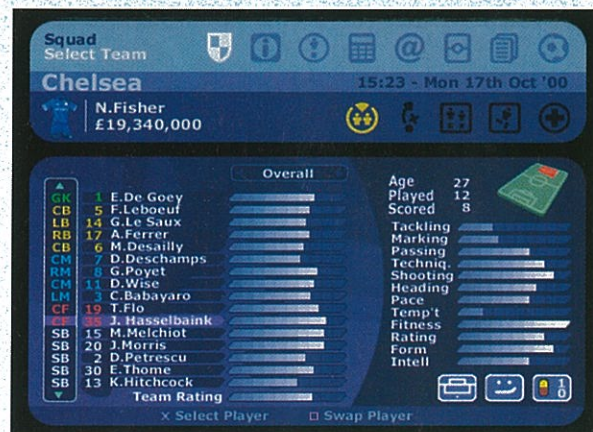 Squad
Select Team
Chelsea
15:23 - Mon 17th Oct '00
N.Fisher
£19,340,000
Overall
GK 1 E.De Goey
CB 5 F.Leboeuf
LB 14 G.Le Saux
RB 17 A.Ferrer
CB 6 M.Desailly
CM 7 D.Deschamps
RM 8 G.Poyet
CM 11 D.Wise
LM 3 C.Babayaro
CF 19 T.Flo
CF 35 J. Hasselbaink
SB 15 M.Melchiot
SB 20 J.Morris
SB 2 D.Petrescu
SB 30 E.Thome
SB 13 K.Hitchcock
Team Rating
Age 27
Played 12
Scored 8
Tackling
Marking
Passing
Techniq.
Shooting
Heading
Pace
Temp't
Fitness
Rating
Form
Intell
1
0
x Select Player
□ Swap Player